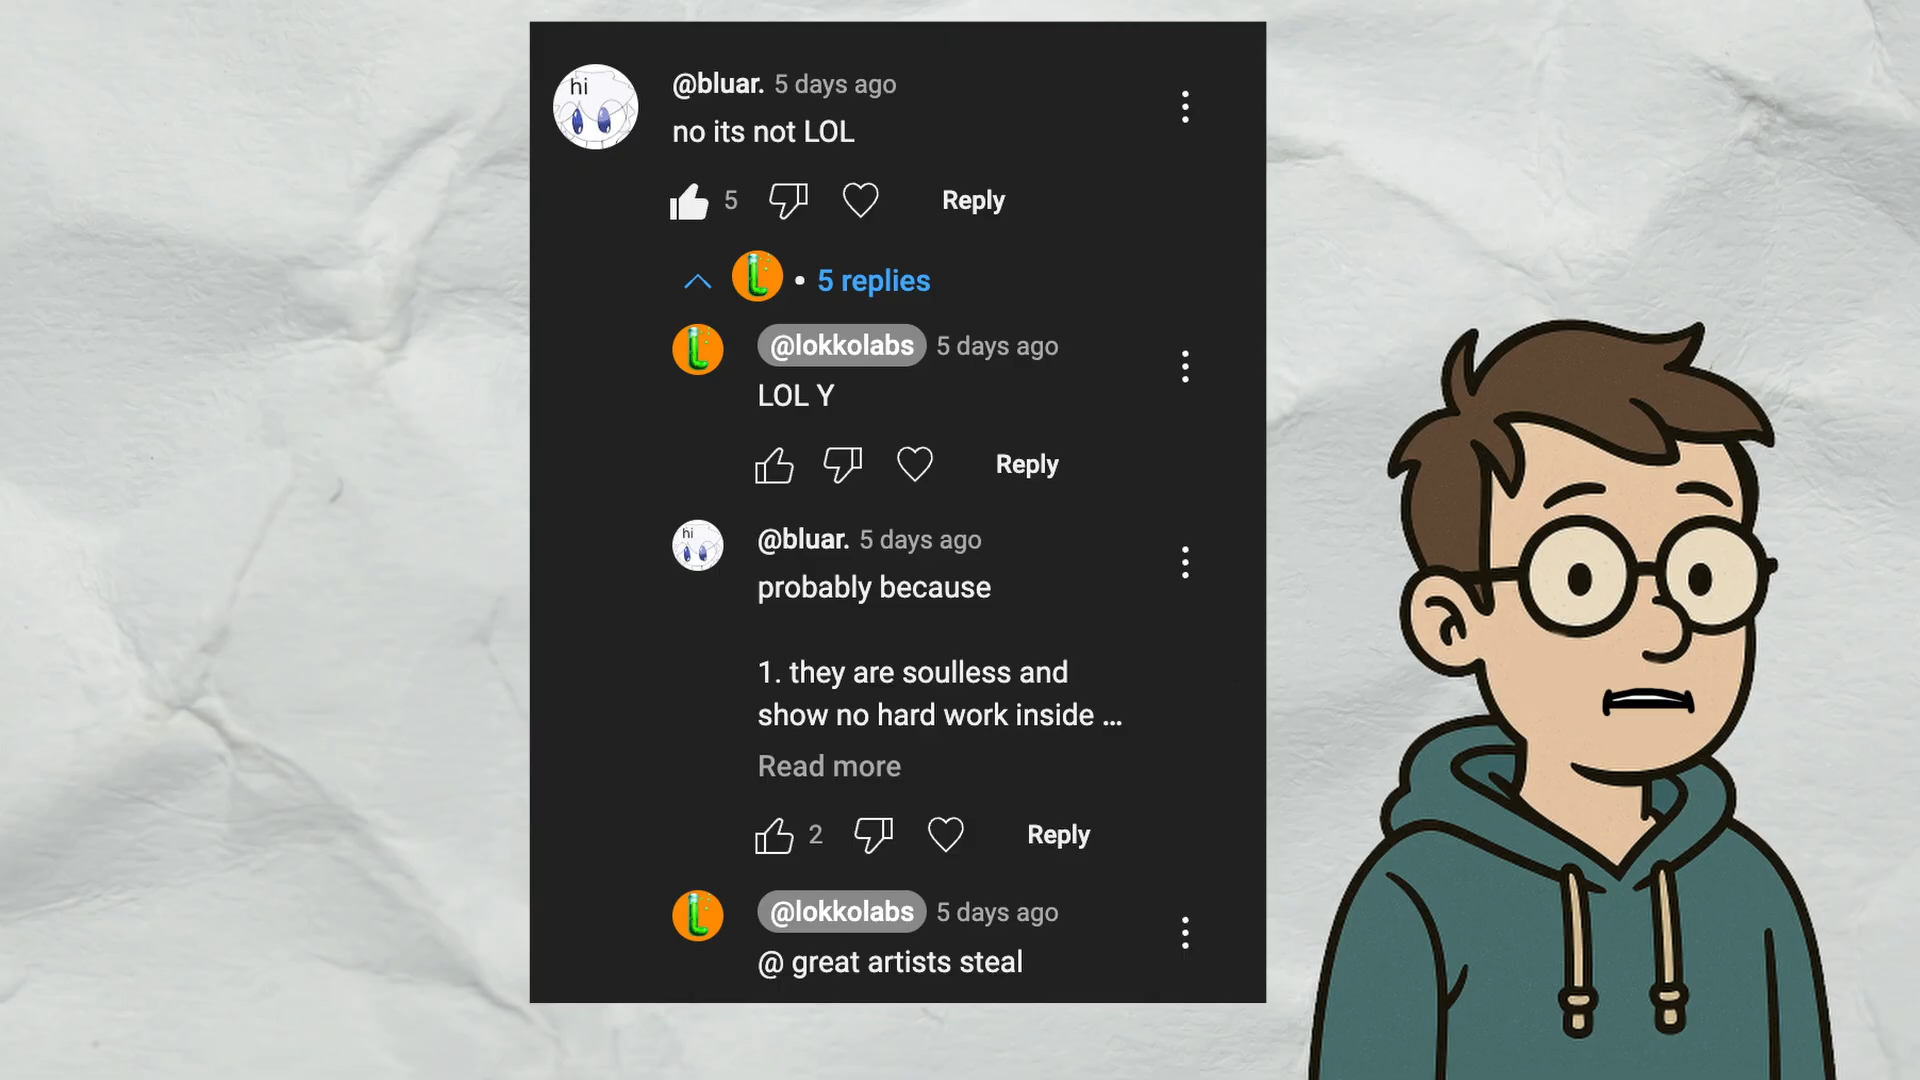 hi
@bluar. 5 days ago
no its not LOL
5
Reply
L • 5 replies
L
@lokkolabs 5 days ago
LOL Y
Reply
hi
@bluar. 5 days ago
probably because
1. they are soulless and
show no hard work inside ...
Read more
2
Reply
L
@lokkolabs 5 days ago
@ great artists steal